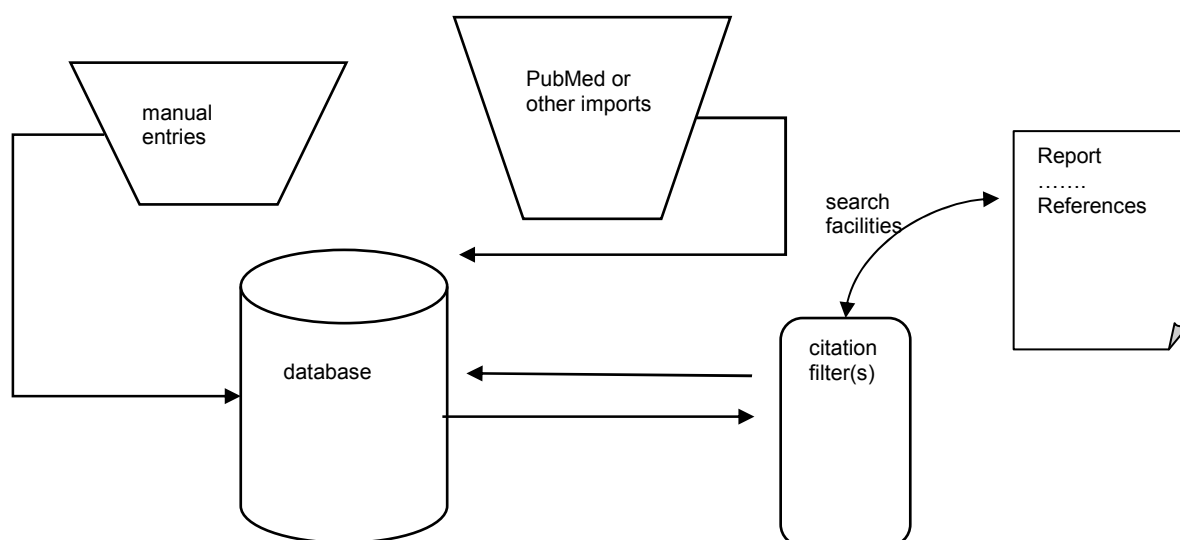 manual
entries
PubMed or
other imports
search
facilities
Report
…….
References
database
citation
filter(s)